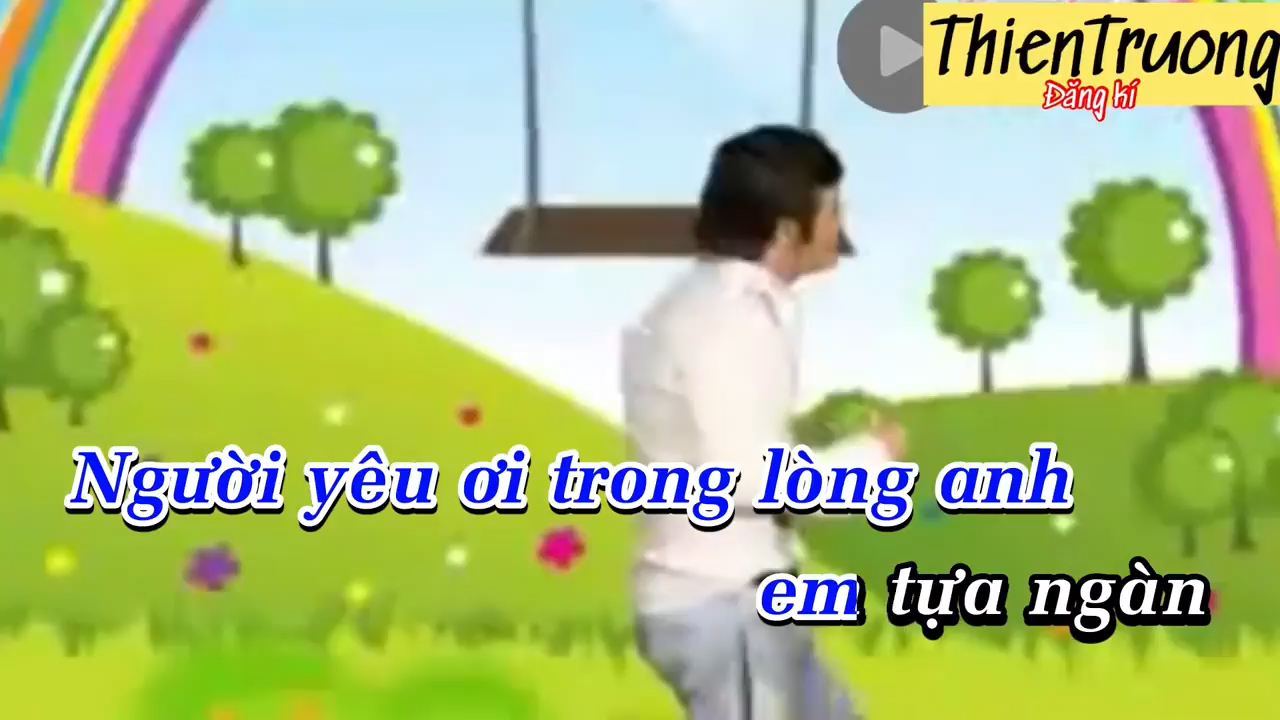 ThienTruong
Đăng kí
Người yêu ơi trong lòng anh
em tựa ngàn